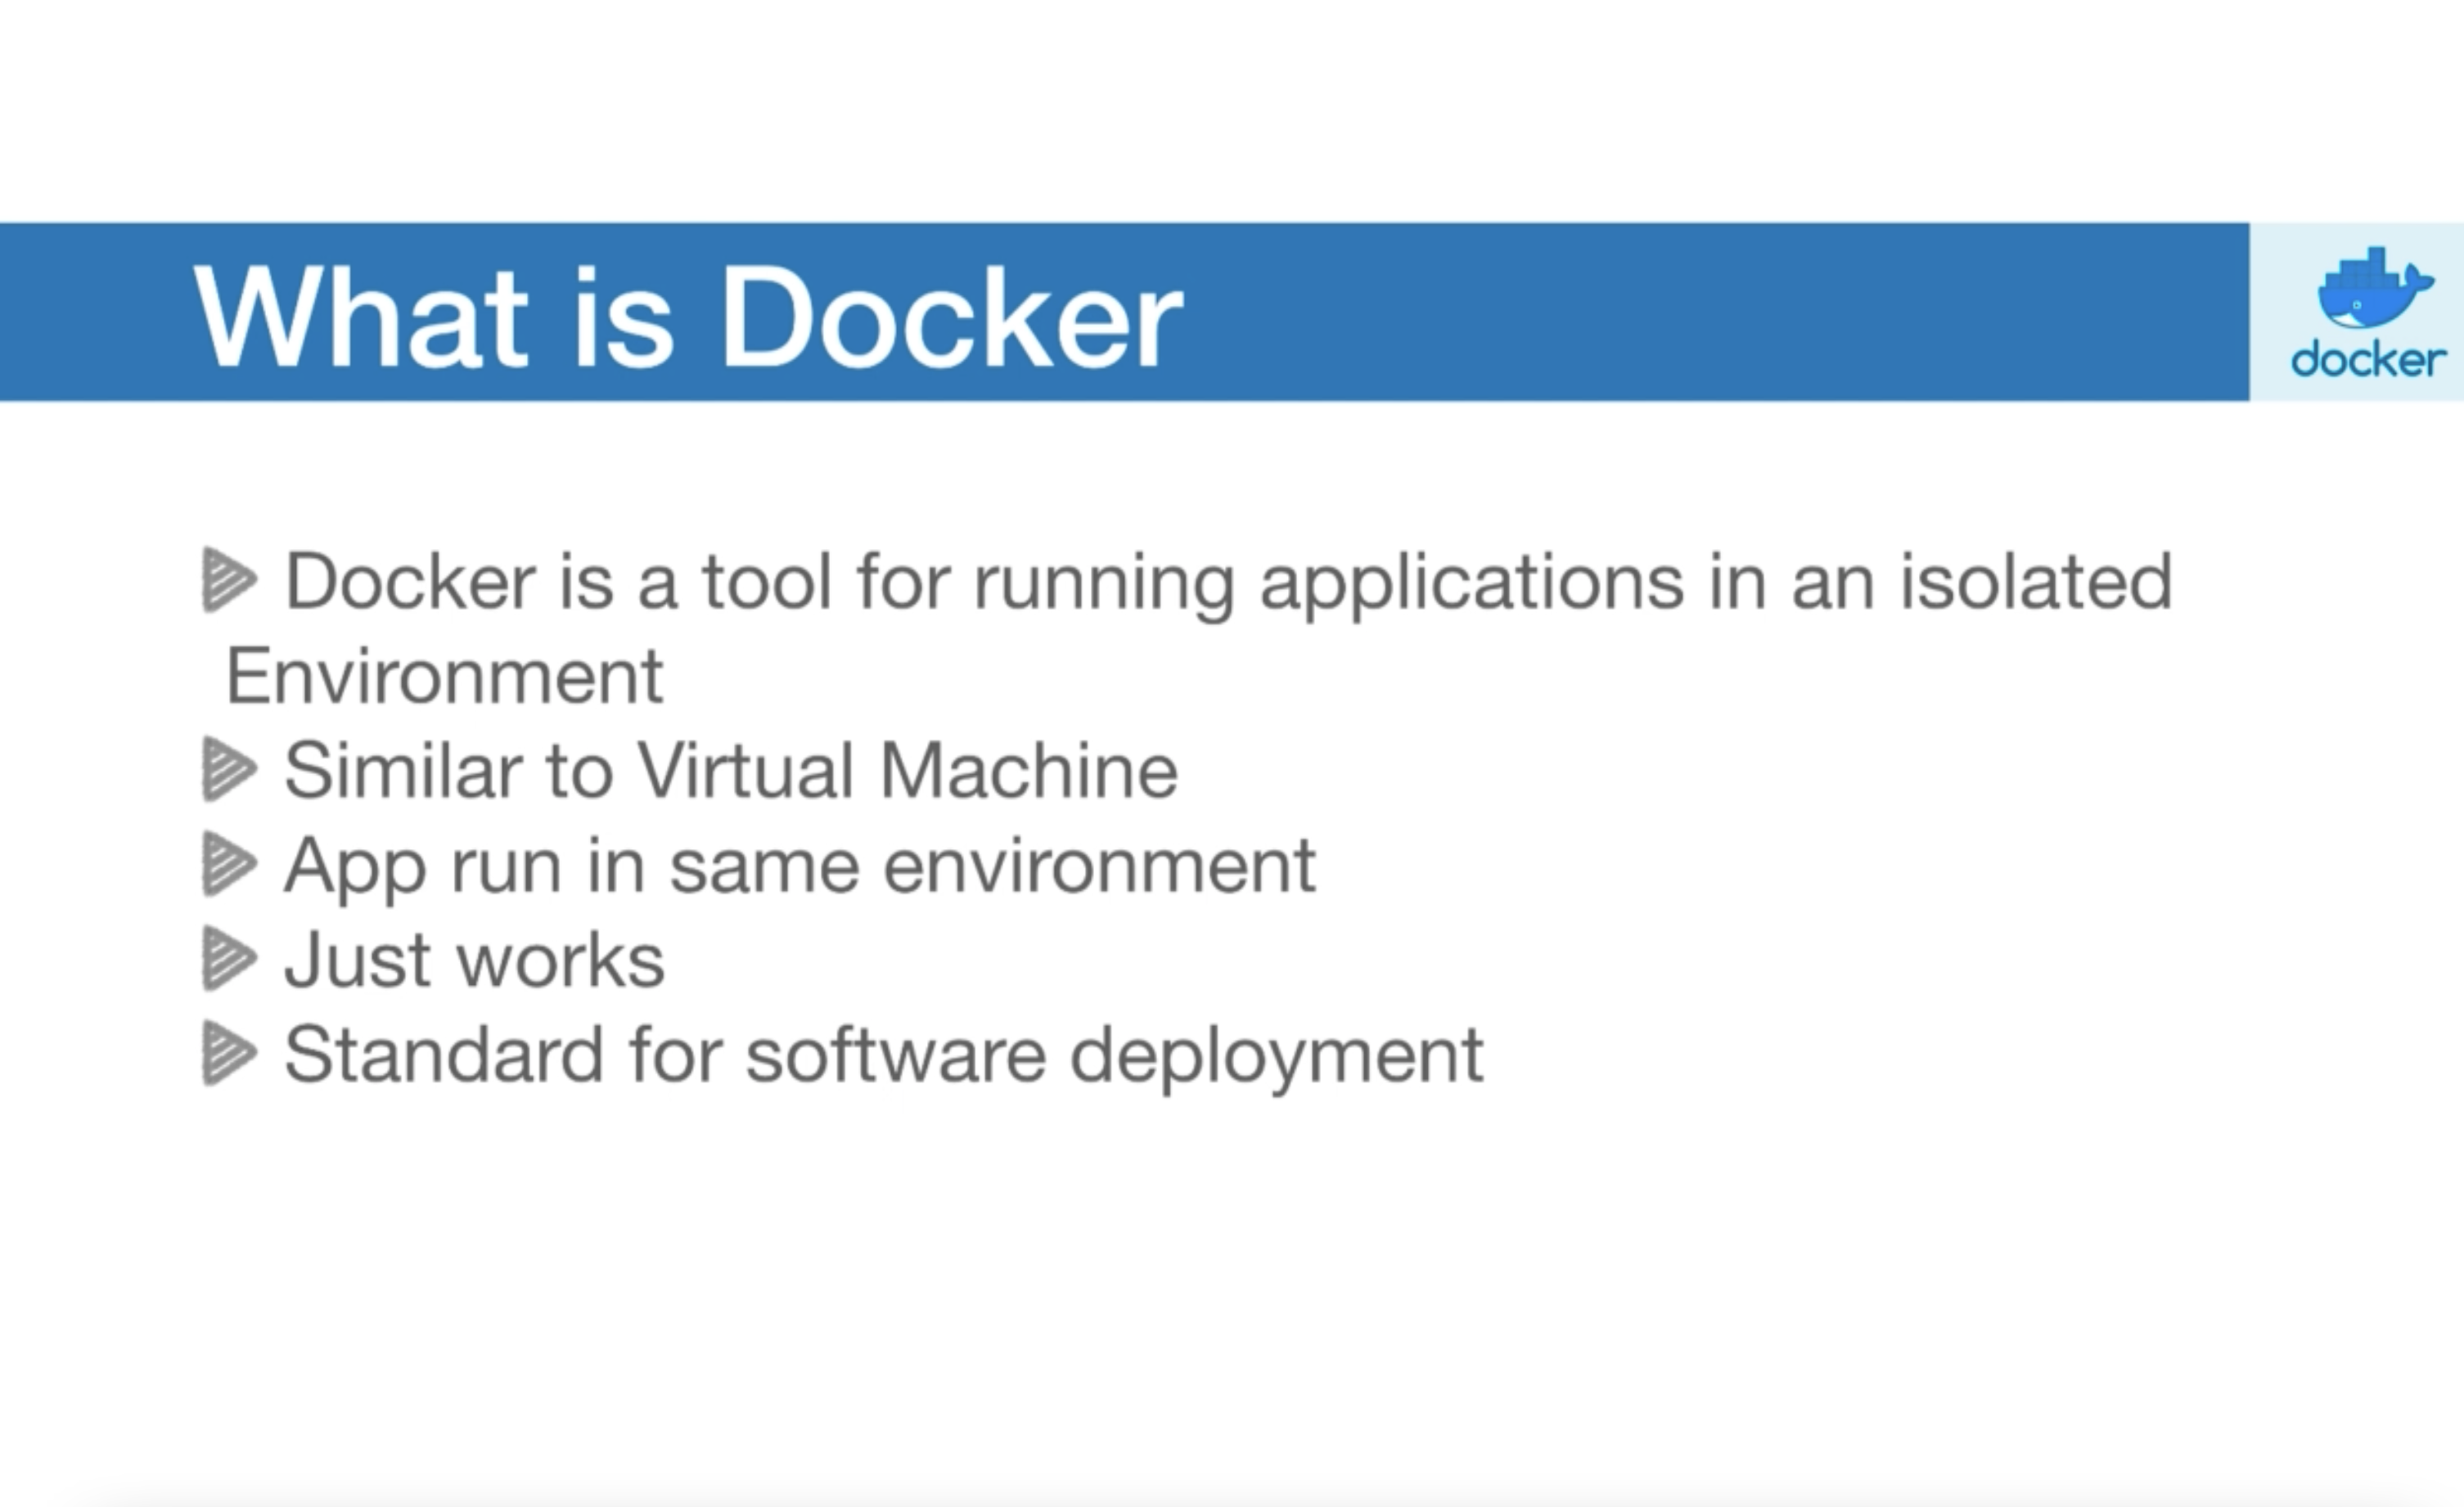 What is Docker
docker
Docker is a tool for running applications in an isolated
Environment
Similar to Virtual Machine
App run in same environment
Just works
Standard for software deployment